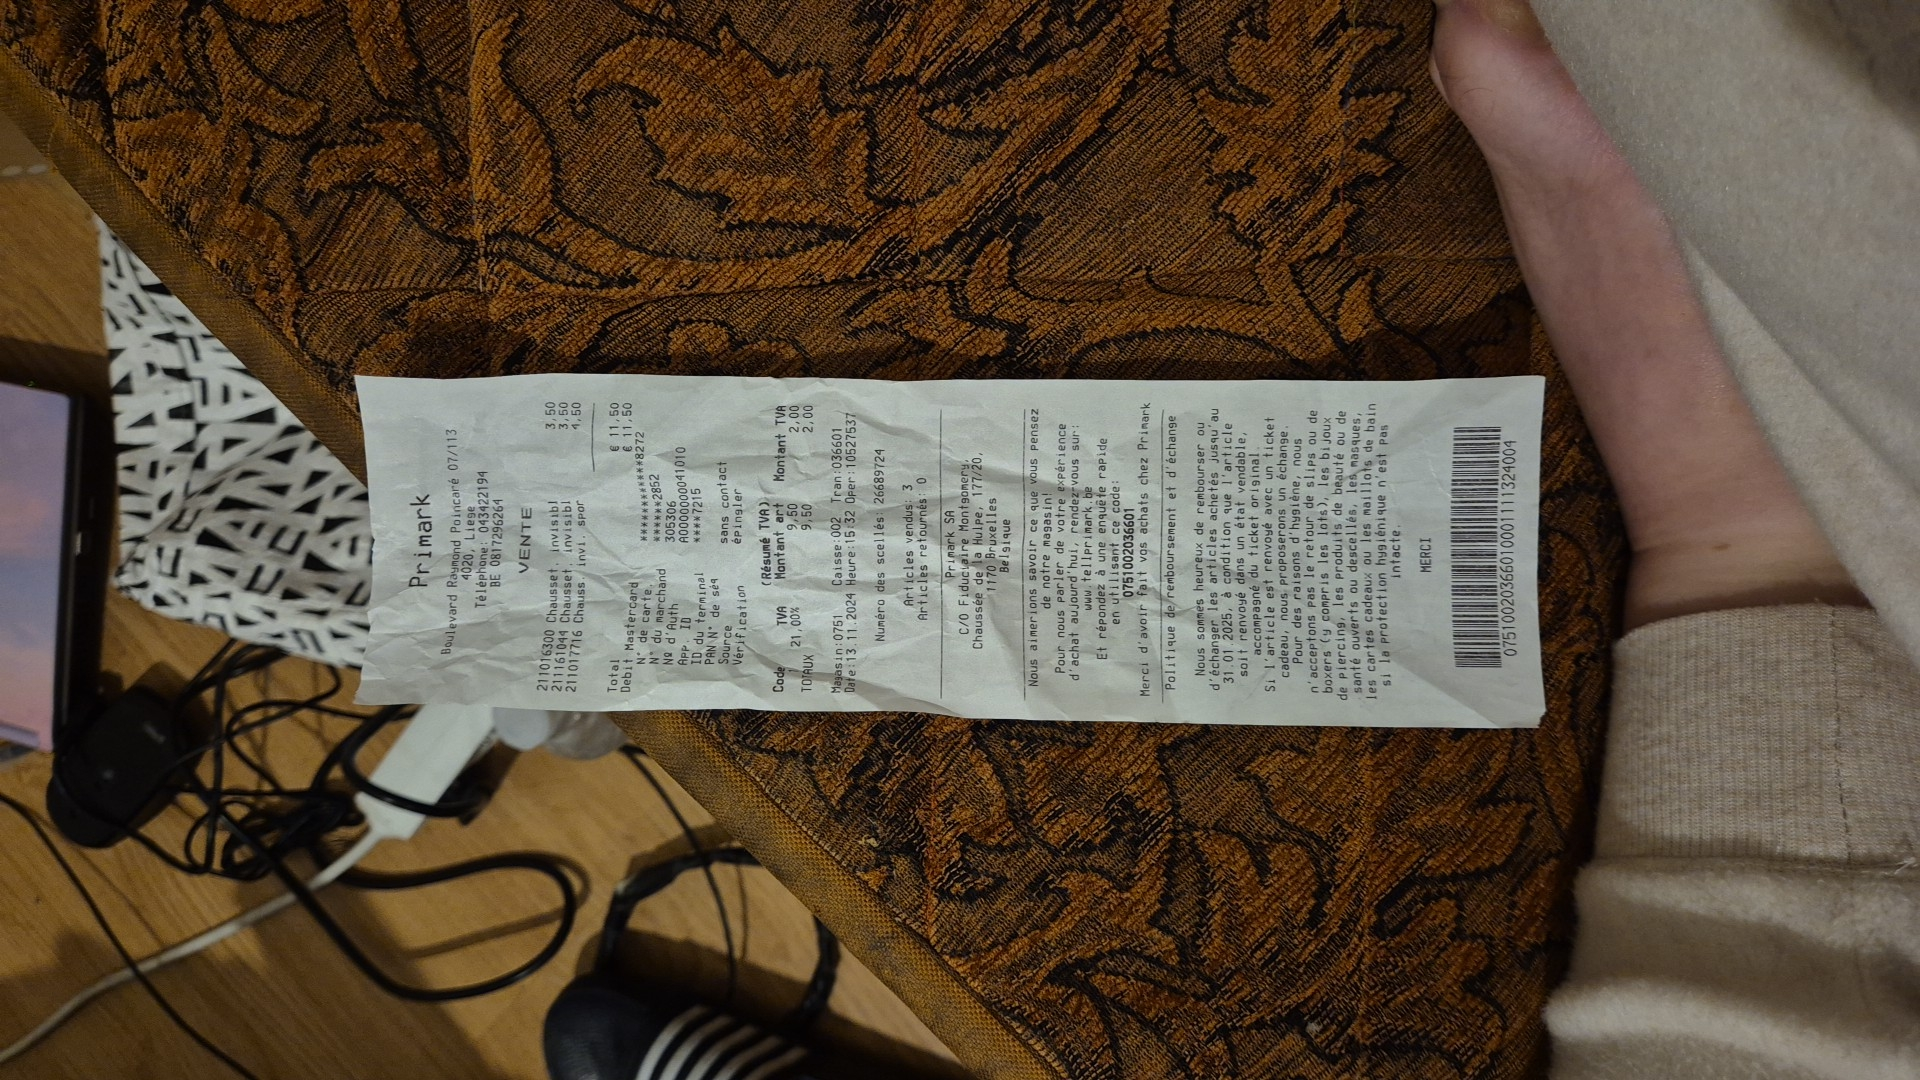 Primark
Boulevard Raymond Poincaré 07/113
4020, Liege
Téléphone: 043422194
BE 0817296264
VENTE
211016300 Chausset. invisibl 3,50
211161044 Chausset. invisibl 3,50
211017716 Chauss. invi. spor 4,50
Total € 11,50
Debit Mastercard € 11,50
N° de carte. ************8272
N° du marchand *****2852
Nº d'Auth 305306
App. ID A0000000041010
ID du terminal ****7215
PAN N° de séq
Source sans contact
Vérification épingler
(Résumé TVA)
Code TVA Montant ant Montant TVA
21,00% 9,50 2,00
TOTAUX 9,50 2,00
Magasin:0751 Caisse:002 Tran:036601
Date:13.11.2024 Heure:15:32 Oper:10527537
Numéro des scellés: 26689724
Articles vendus: 3
Articles retournés: 0
Primark SA
C/O Fiduciaire Montgomery,
Chaussée de la Hulpe, 177/20,
1170 Bruxelles
Belgique
Nous aimerions savoir ce que vous pensez
de notre magasin!
Pour nous parler de votre expérience
d'achat aujourd'hui, rendez-vous sur:
www.tellprimark.be
Et répondez à une enquête rapide
en utilisant ce code:
075100203660​1
Merci d'avoir fait vos achats chez Primark
Politique de remboursement et d'échange
Nous sommes heureux de rembourser ou
d'échanger les articles achetés jusqu'au
31.01.2025, à condition que l'article
soit renvoyé dans un état vendable,
accompagné du ticket original.
Si l'article est renvoyé avec un ticket
cadeau, nous proposerons un échange.
Pour des raisons d'hygiène, nous
n'acceptons pas le retour de slips ou de
boxers (y compris les lots), les bijoux
de piercing, les produits de beauté ou de
santé ouverts ou descellés, les masques,
les cartes cadeaux ou les maillots de bain
si la protection hygiénique n'est pas
intacte.
MERCI
07510020366010001111324004